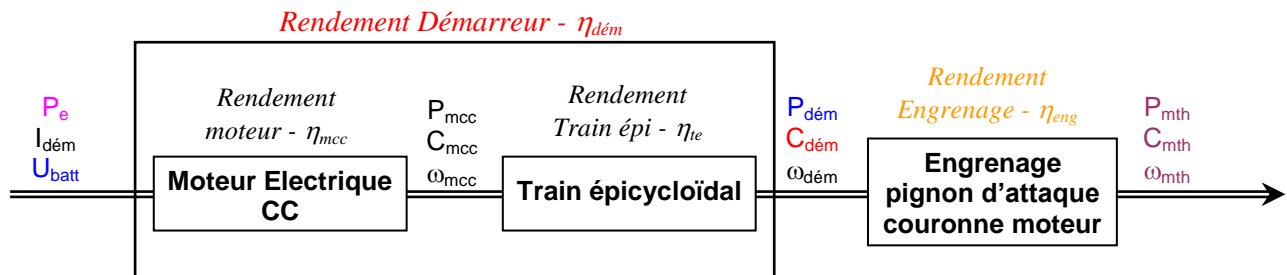 Rendement Démarreur - ηdém
Pe
Idém
Ubatt
Rendement
moteur - ηmcc
Moteur Electrique
CC
Pmcc
Cmcc
ωmcc
Rendement
Train épi - ηte
Train épicycloïdal
Pdém
Cdém
ωdém
Rendement
Engrenage - ηeng
Engrenage
pignon d'attaque
couronne moteur
Pmth
Cmth
ωmth